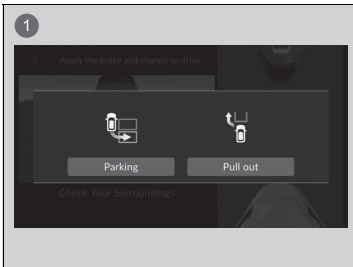 1
Apply the brake and change to drive
Parking
Pull out
Check Your Surroundings